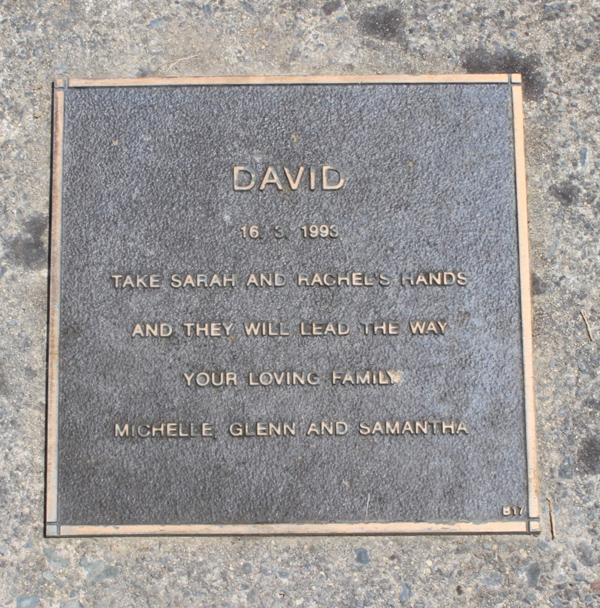 DAVID
16. 3. 1993
TAKE SARAH AND RACHEL'S HANDS
AND THEY WILL LEAD THE WAY
YOUR LOVING FAMILY
MICHELLE, GLENN AND SAMANTHA
B17